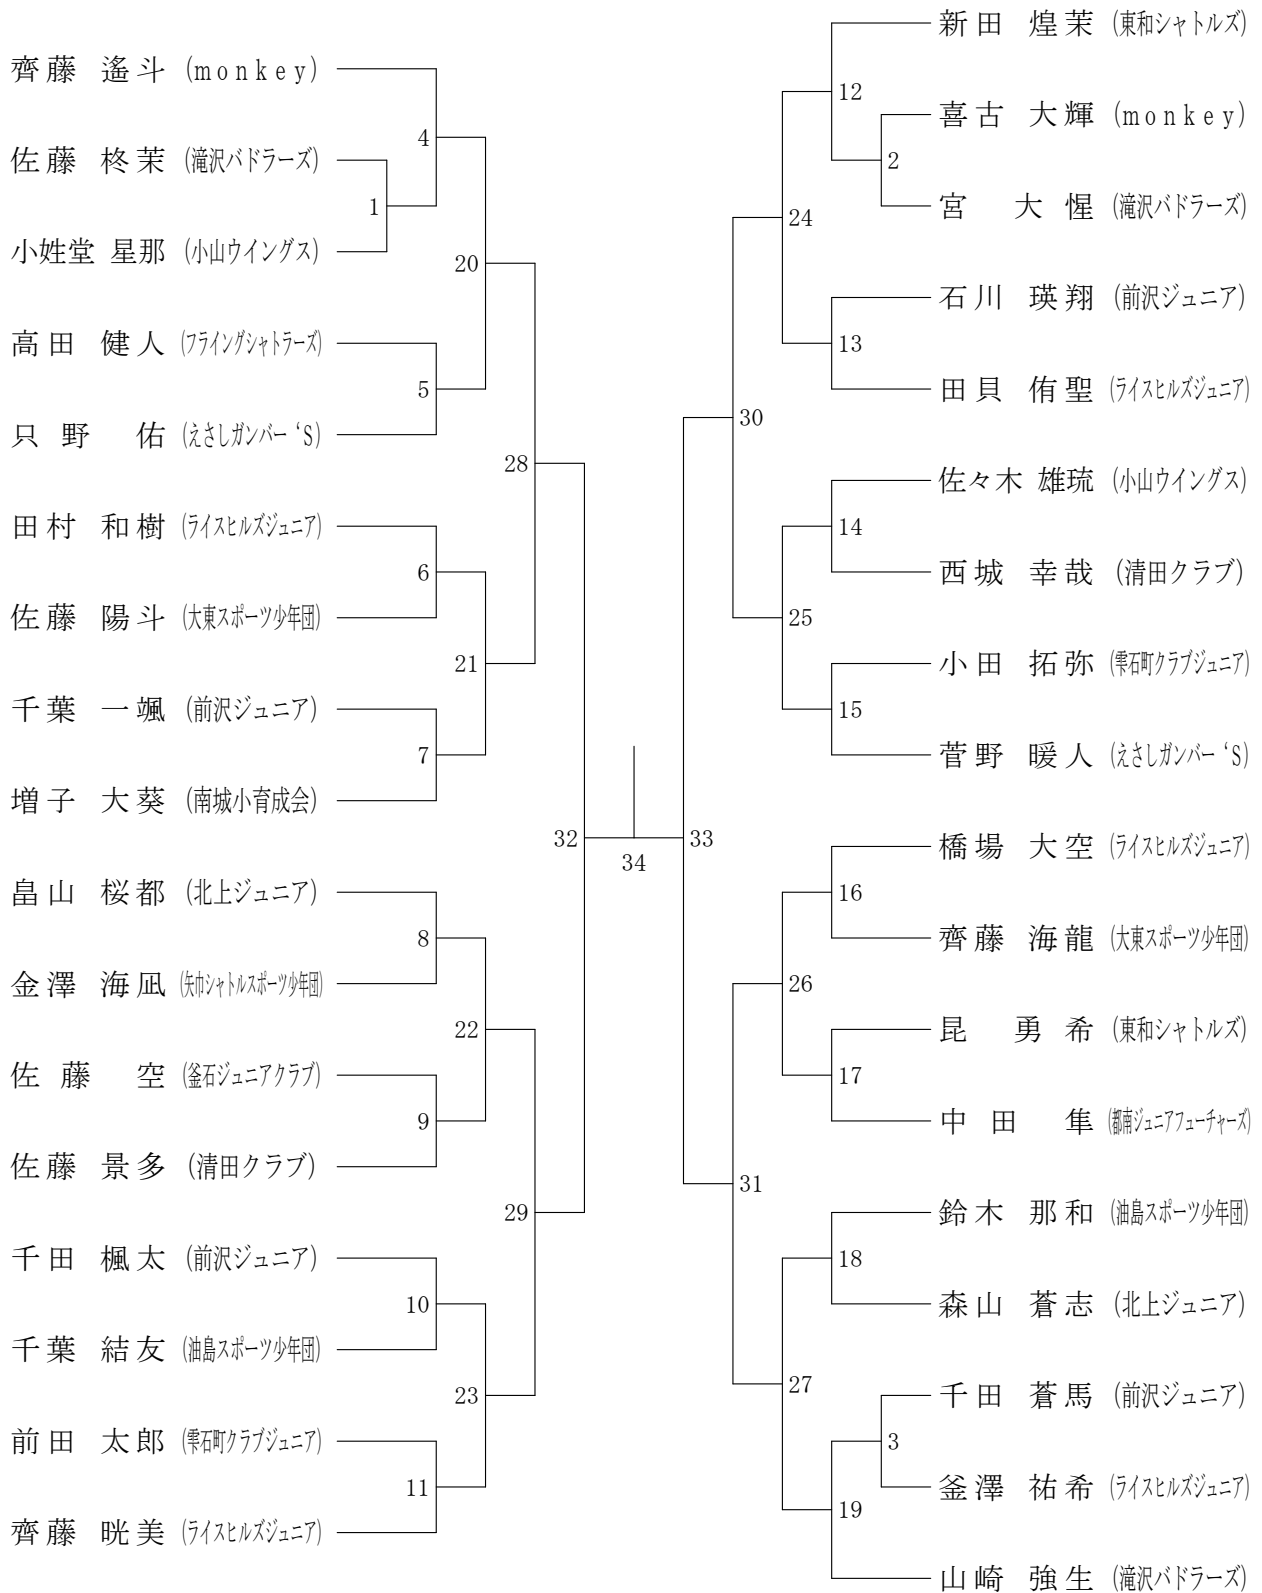 齊藤 遙斗 (monkey)
4
佐藤 柊茉 (滝沢バドラーズ)
1
小姓堂 星那 (小山ウイングス)
20
高田 健人 (フライングシャトラーズ)
5
只野 佑 (えさしガンバー‘S)
28
田村 和樹 (ライスヒルズジュニア)
6
佐藤 陽斗 (大東スポーツ少年団)
21
千葉 一颯 (前沢ジュニア)
7
増子 大葵 (南城小育成会)
32
畠山 桜都 (北上ジュニア)
8
金澤 海凪 (矢巾シャトルスポーツ少年団)
22
佐藤 空 (釜石ジュニアクラブ)
9
佐藤 景多 (清田クラブ)
29
千田 楓太 (前沢ジュニア)
10
千葉 結友 (油島スポーツ少年団)
23
前田 太郎 (雫石町クラブジュニア)
11
齊藤 晄美 (ライスヒルズジュニア)
34
新田 煌茉 (東和シャトルズ)
12
喜古 大輝 (monkey)
2
宮 大惺 (滝沢バドラーズ)
24
石川 瑛翔 (前沢ジュニア)
13
田貝 侑聖 (ライスヒルズジュニア)
30
佐々木 雄琉 (小山ウイングス)
14
西城 幸哉 (清田クラブ)
25
小田 拓弥 (雫石町クラブジュニア)
15
菅野 暖人 (えさしガンバー‘S)
33
橋場 大空 (ライスヒルズジュニア)
16
齊藤 海龍 (大東スポーツ少年団)
26
昆 勇希 (東和シャトルズ)
17
中田 隼 (都南ジュニアフューチャーズ)
31
鈴木 那和 (油島スポーツ少年団)
18
森山 蒼志 (北上ジュニア)
27
千田 蒼馬 (前沢ジュニア)
3
釜澤 祐希 (ライスヒルズジュニア)
19
山崎 強生 (滝沢バドラーズ)